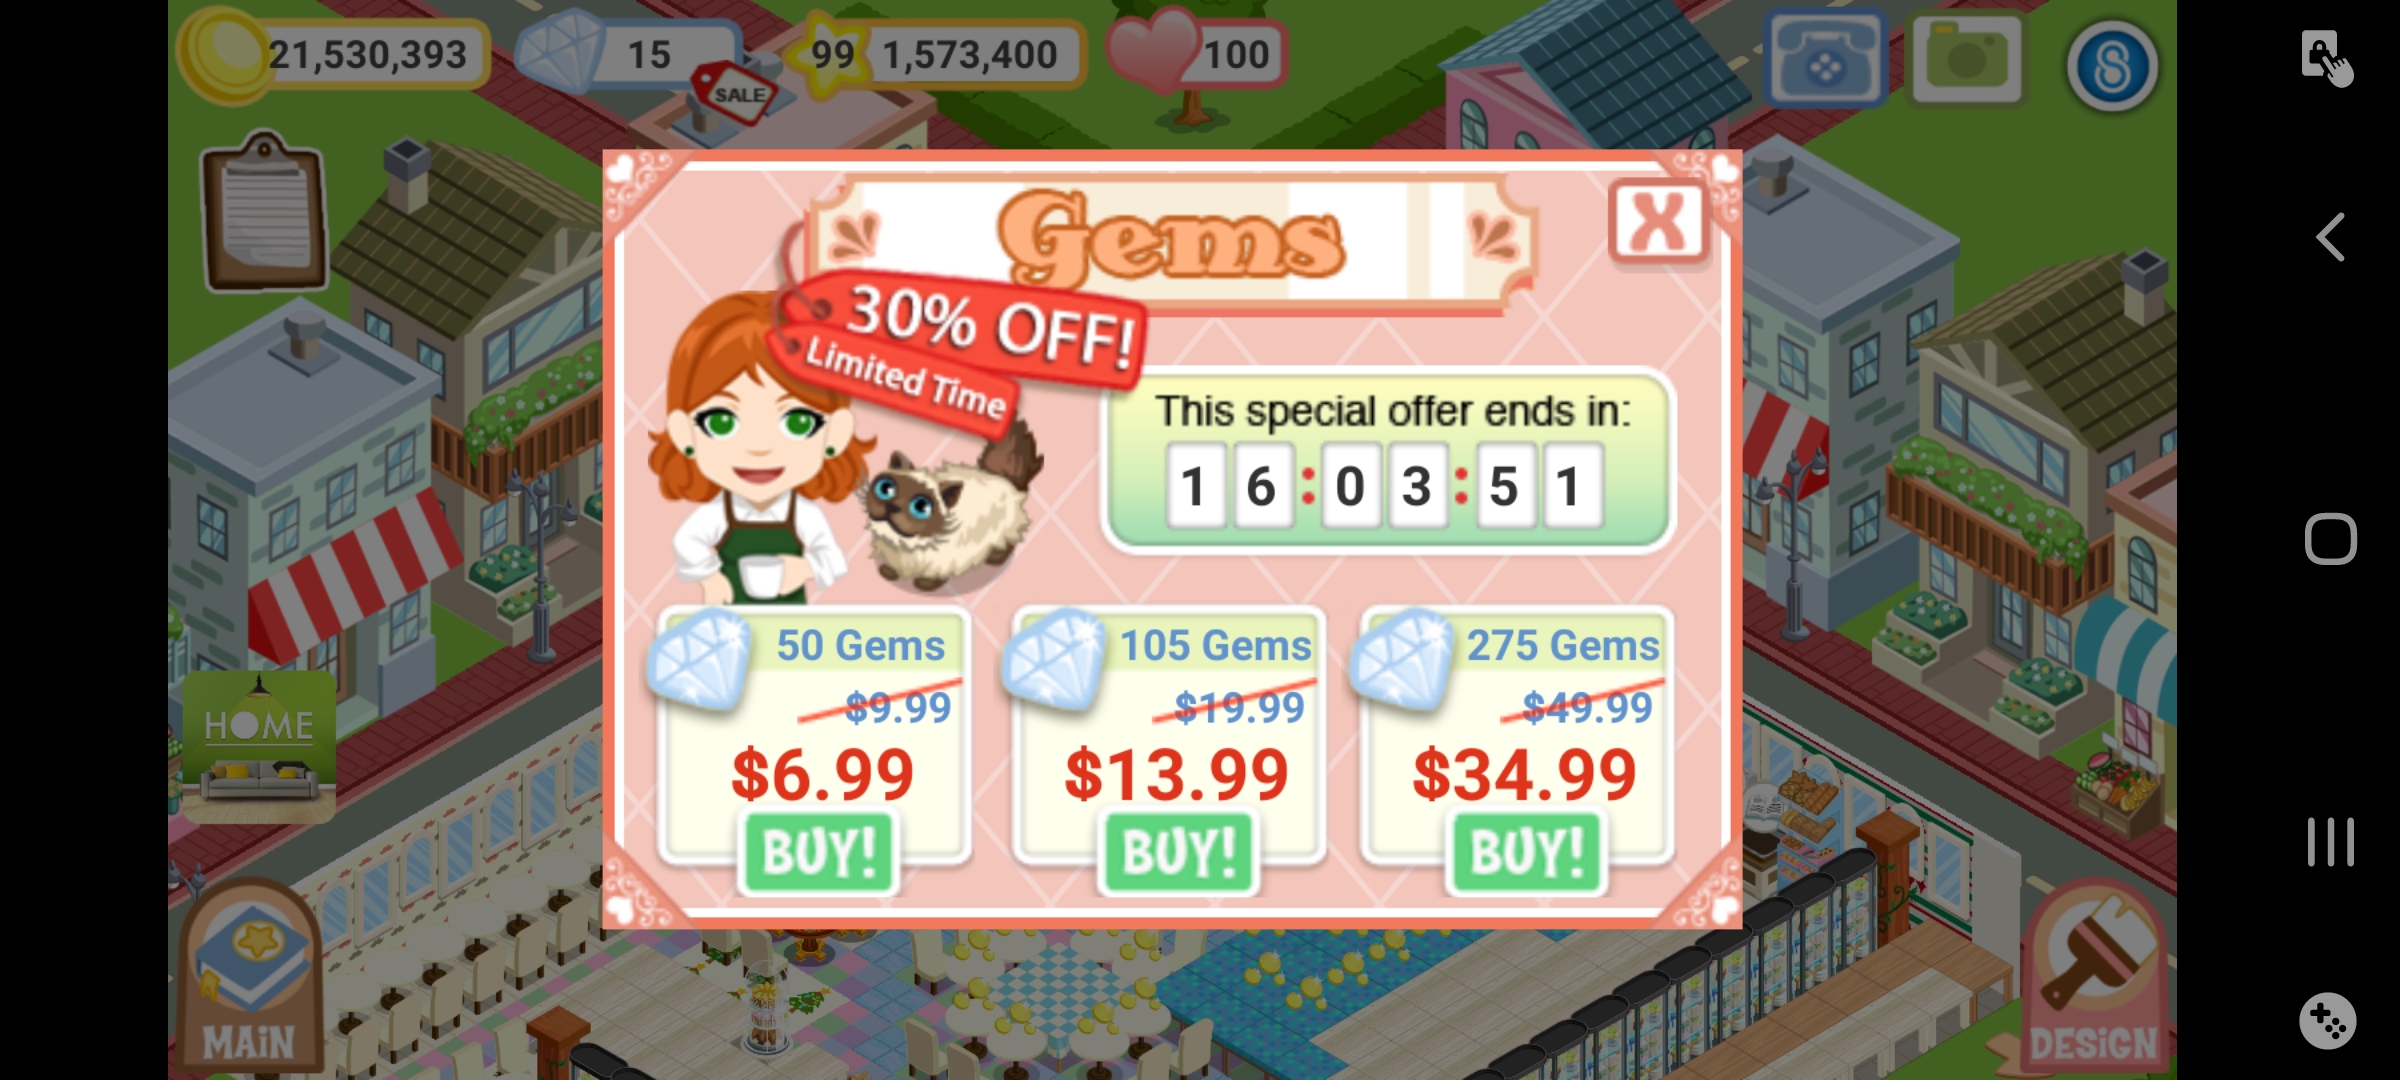 21,530,393
15
SALE
99
1,573,400
100
Gems
30% OFF!
Limited Time
This special offer ends in:
16:03:51
50 Gems
$9.99
$6.99
BUY!
105 Gems
$19.99
$13.99
BUY!
275 Gems
$49.99
$34.99
BUY!
HOME
MAiN
DESiGN